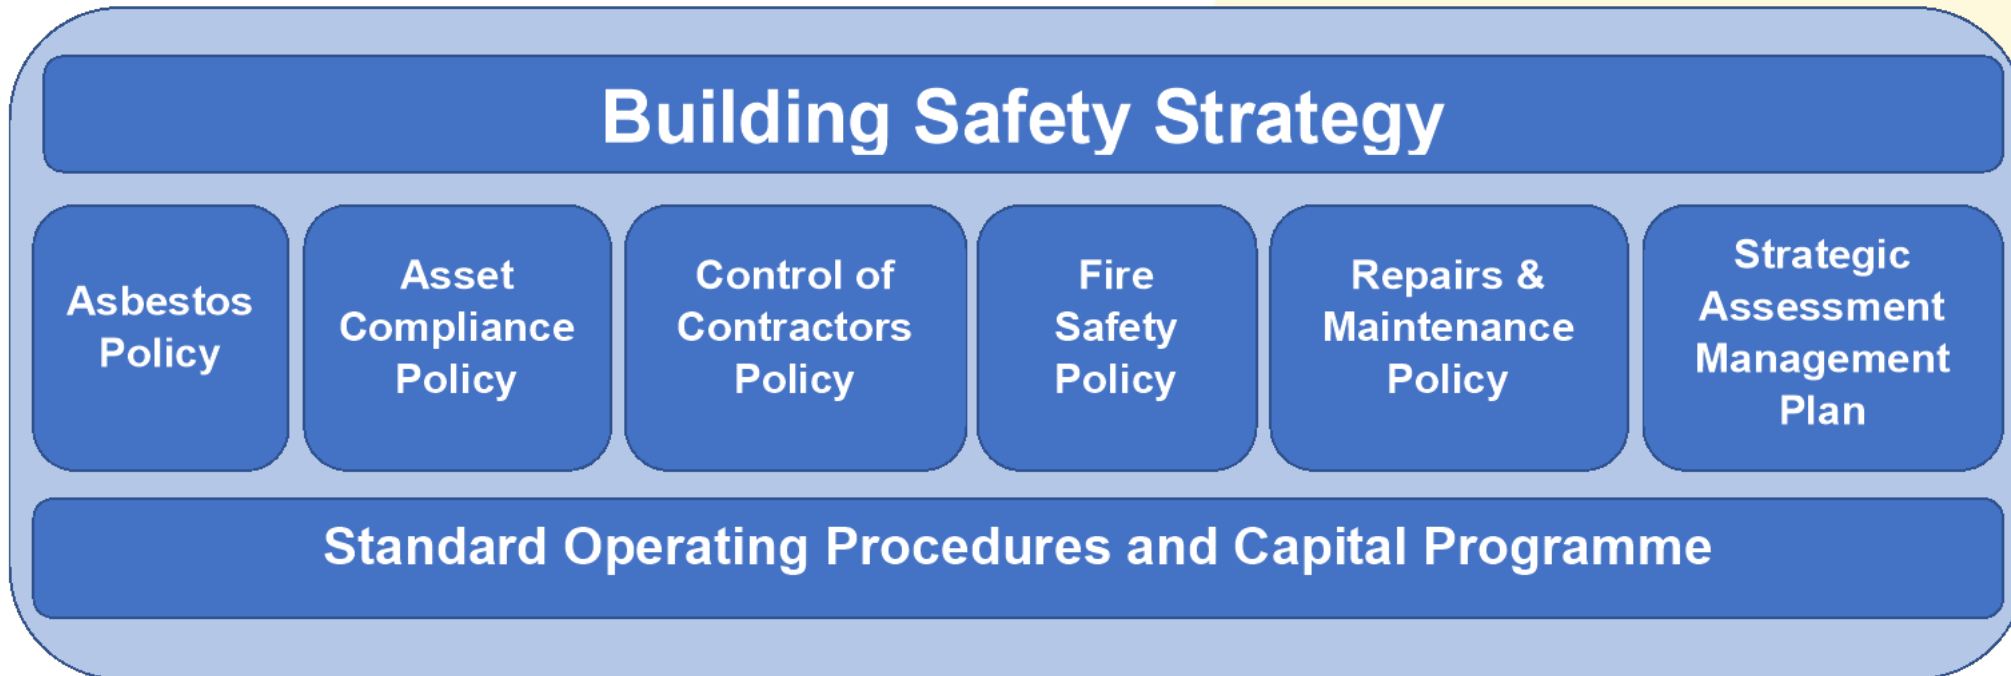 Building Safety Strategy
Asbestos
Policy
Asset
Compliance
Policy
Control of
Contractors
Policy
Fire
Safety
Policy
Repairs &
Maintenance
Policy
Strategic
Assessment
Management
Plan
Standard Operating Procedures and Capital Programme